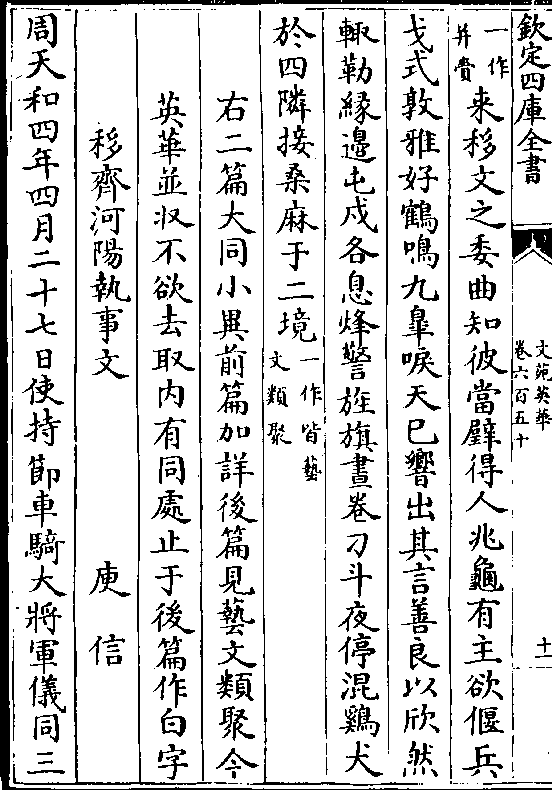 欽定四庫全書
文苑英華
卷六百五十
十一
一作
并賚
来移文之委曲知彼當璧得人兆龜有主欲偃兵
戈式敦雅好鶴鳴九臯唳天已響出其言善良以欣然
輙勒緣邉屯戍各息烽警旌旗晝巻刁斗夜停混鷄犬
於四隣接桑麻于二境一作皆藝
文類聚
右二篇大同小異前篇加詳後篇見藝文類聚今
英華並収不欲去取内有同處止于後篇作白字
移齊河陽執事文　庾信
周天和四年四月二十七日使持節車騎大將軍儀同三